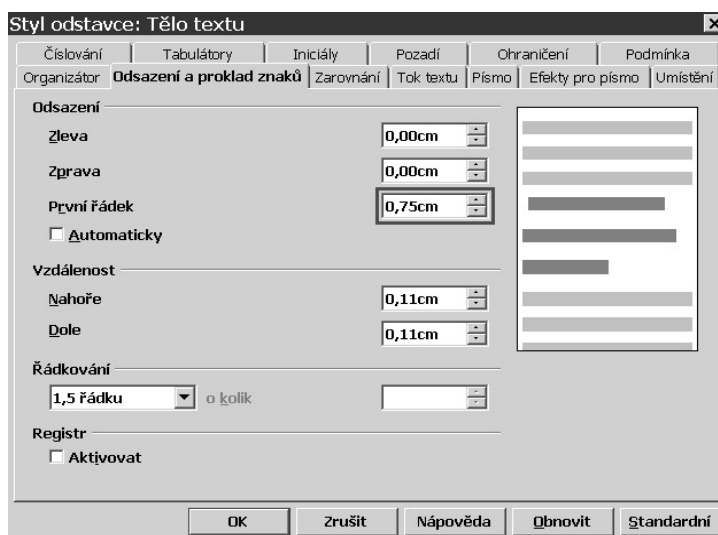 Styl odstavce: Tělo textu
Číslování Tabulátory Iniciály Pozadí Ohraničení Podmínka
Organizátor Odsazení a proklad znaků Zarovnání Tok textu Písmo Efekty pro písmo Umístění
Odsazení
Zleva 0,00cm
Zprava 0,00cm
První řádek 0,75cm
Automaticky
Vzdálenost
Nahoře 0,11cm
Dole 0,11cm
Řádkování
1,5 řádku o kolik
Registr
Aktivovat
OK Zrušit Nápověda Obnovit Standardní